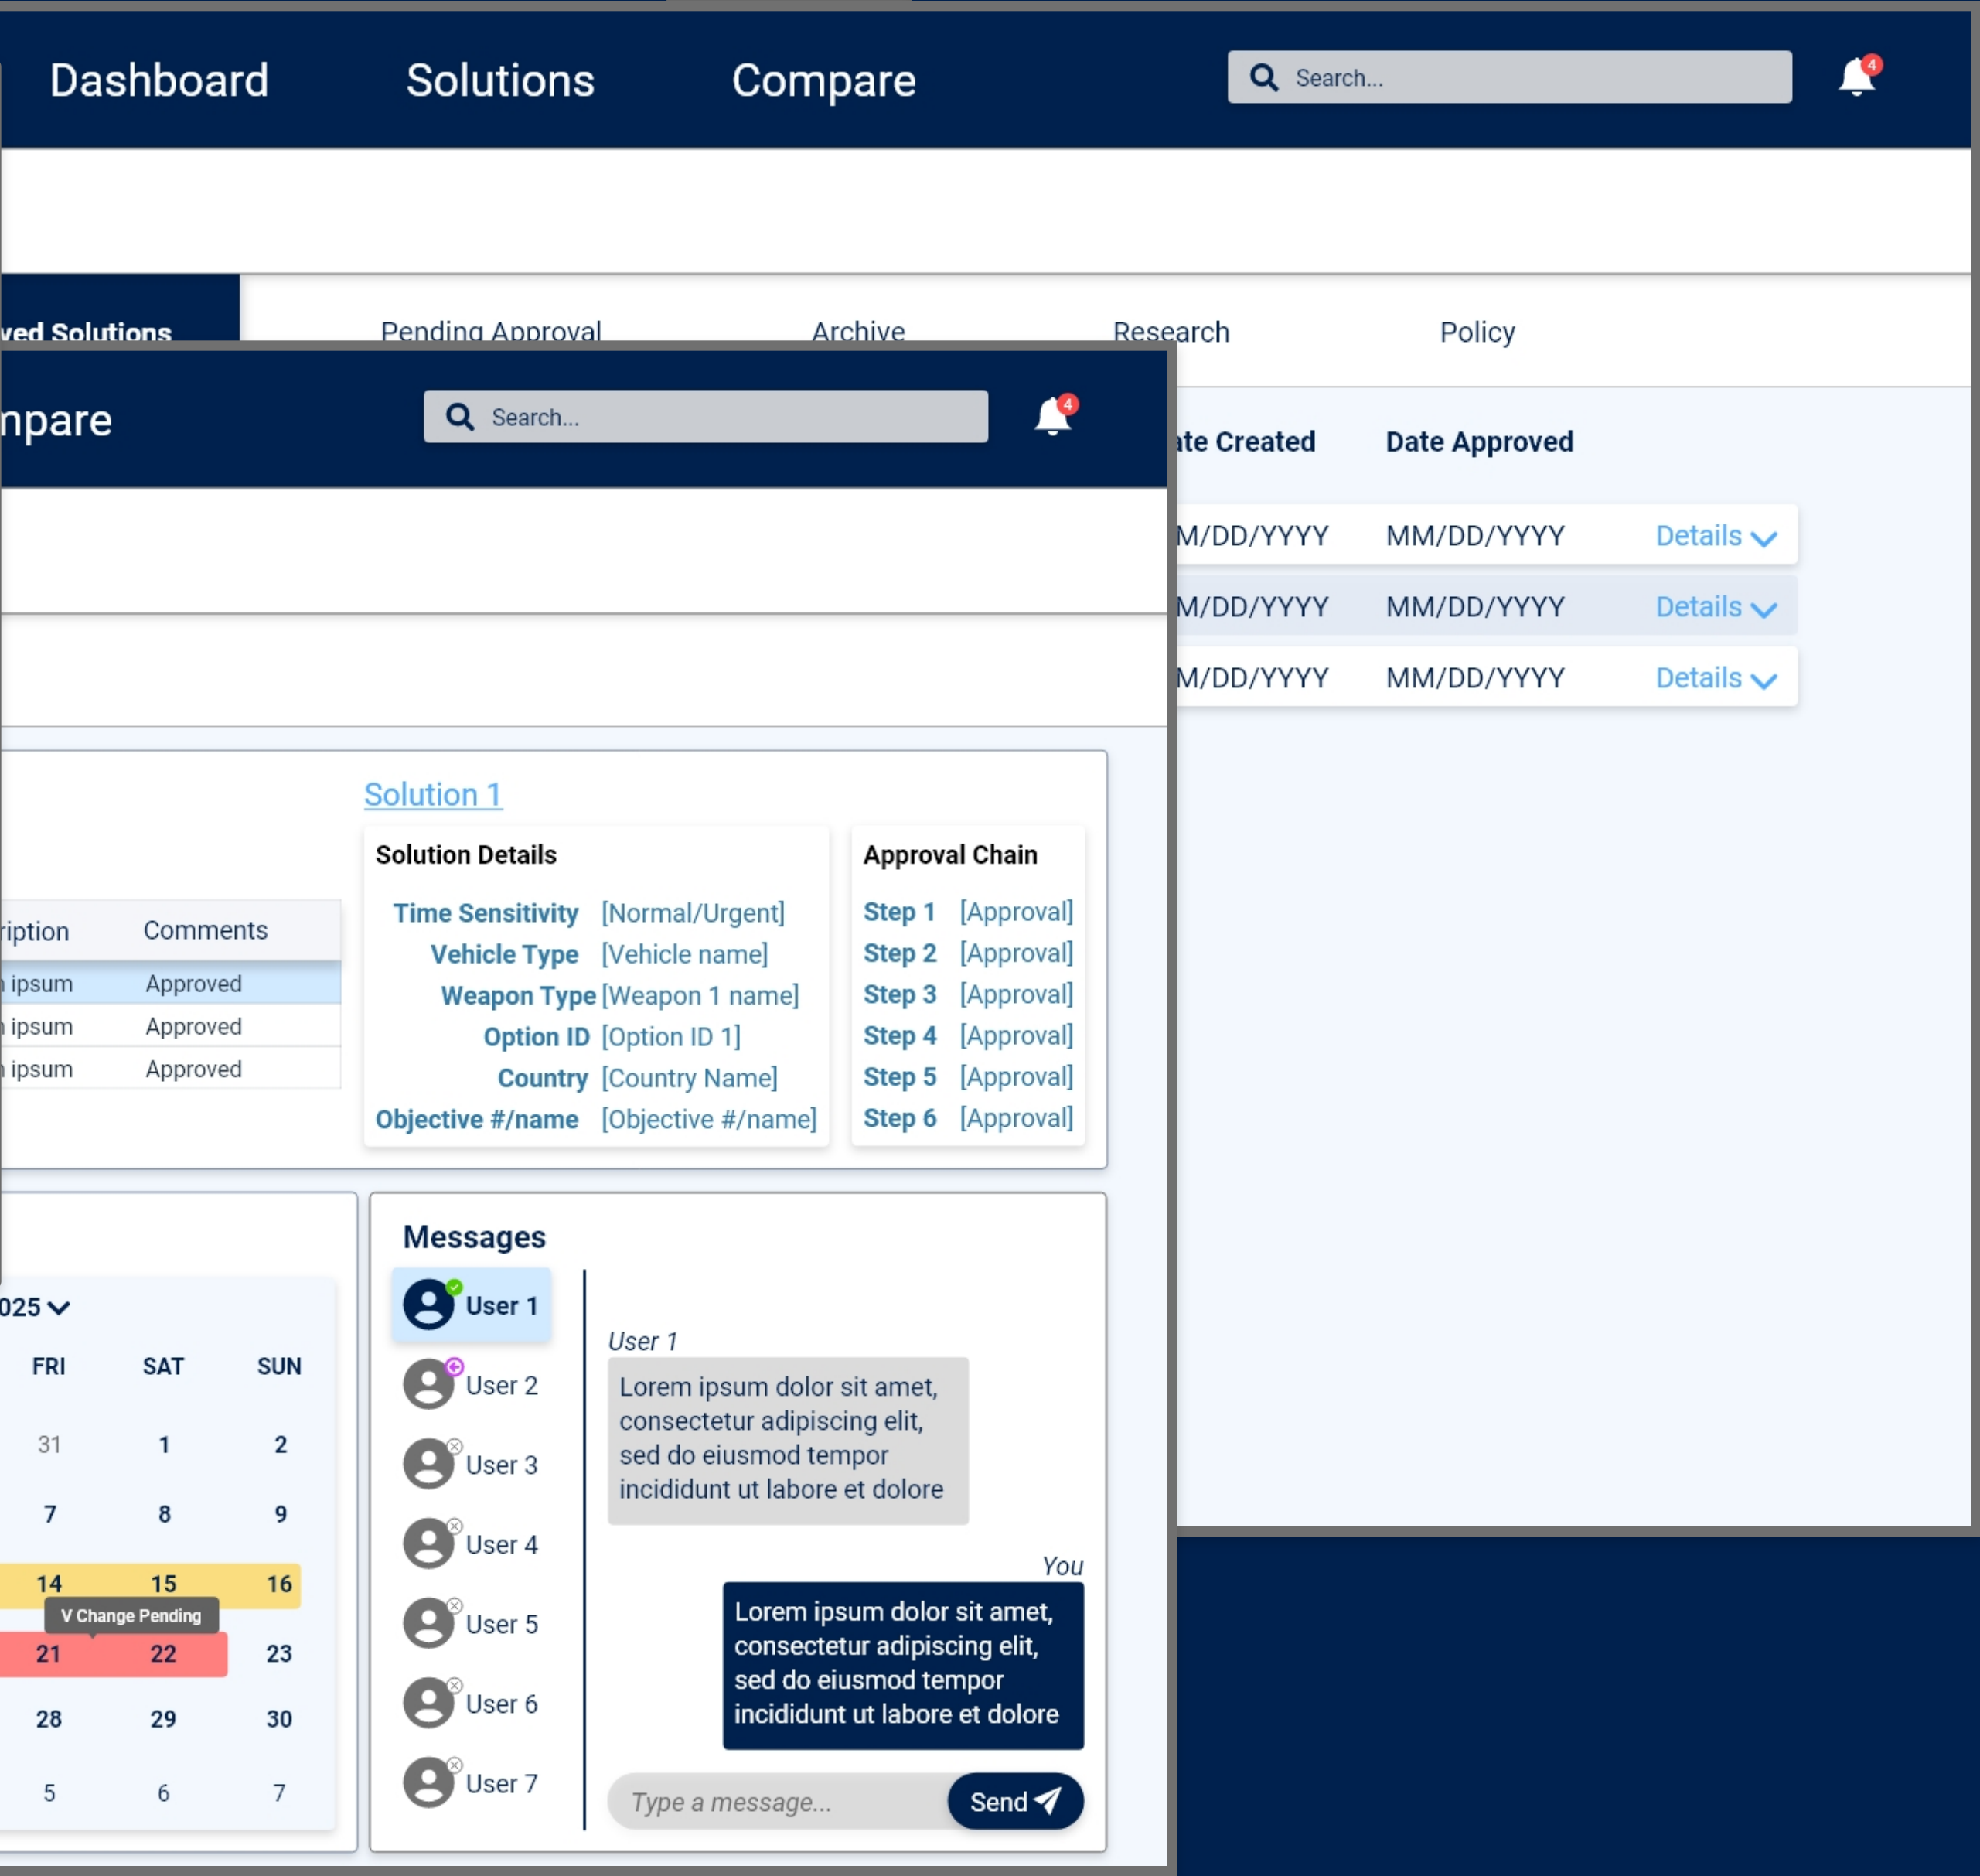 Dashboard Solutions Compare Search... 4
ved Solutions Pending Approval Archive Research Policy
ate Created Date Approved
M/DD/YYYY MM/DD/YYYY Details
M/DD/YYYY MM/DD/YYYY Details
M/DD/YYYY MM/DD/YYYY Details
mpare Search... 4
Solution 1
Solution Details
Time Sensitivity [Normal/Urgent]
Vehicle Type [Vehicle name]
Weapon Type [Weapon 1 name]
Option ID [Option ID 1]
Country [Country Name]
Objective #/name [Objective #/name]
Approval Chain
Step 1 [Approval]
Step 2 [Approval]
Step 3 [Approval]
Step 4 [Approval]
Step 5 [Approval]
Step 6 [Approval]
ription Comments
ipsum Approved
ipsum Approved
ipsum Approved
025
FRI SAT SUN
31 1 2
7 8 9
14 15 16
V Change Pending
21 22 23
28 29 30
5 6 7
Messages
User 1
User 2
User 3
User 4
User 5
User 6
User 7
User 1
Lorem ipsum dolor sit amet,
consectetur adipiscing elit,
sed do eiusmod tempor
incididunt ut labore et dolore
You
Lorem ipsum dolor sit amet,
consectetur adipiscing elit,
sed do eiusmod tempor
incididunt ut labore et dolore
Type a message... Send